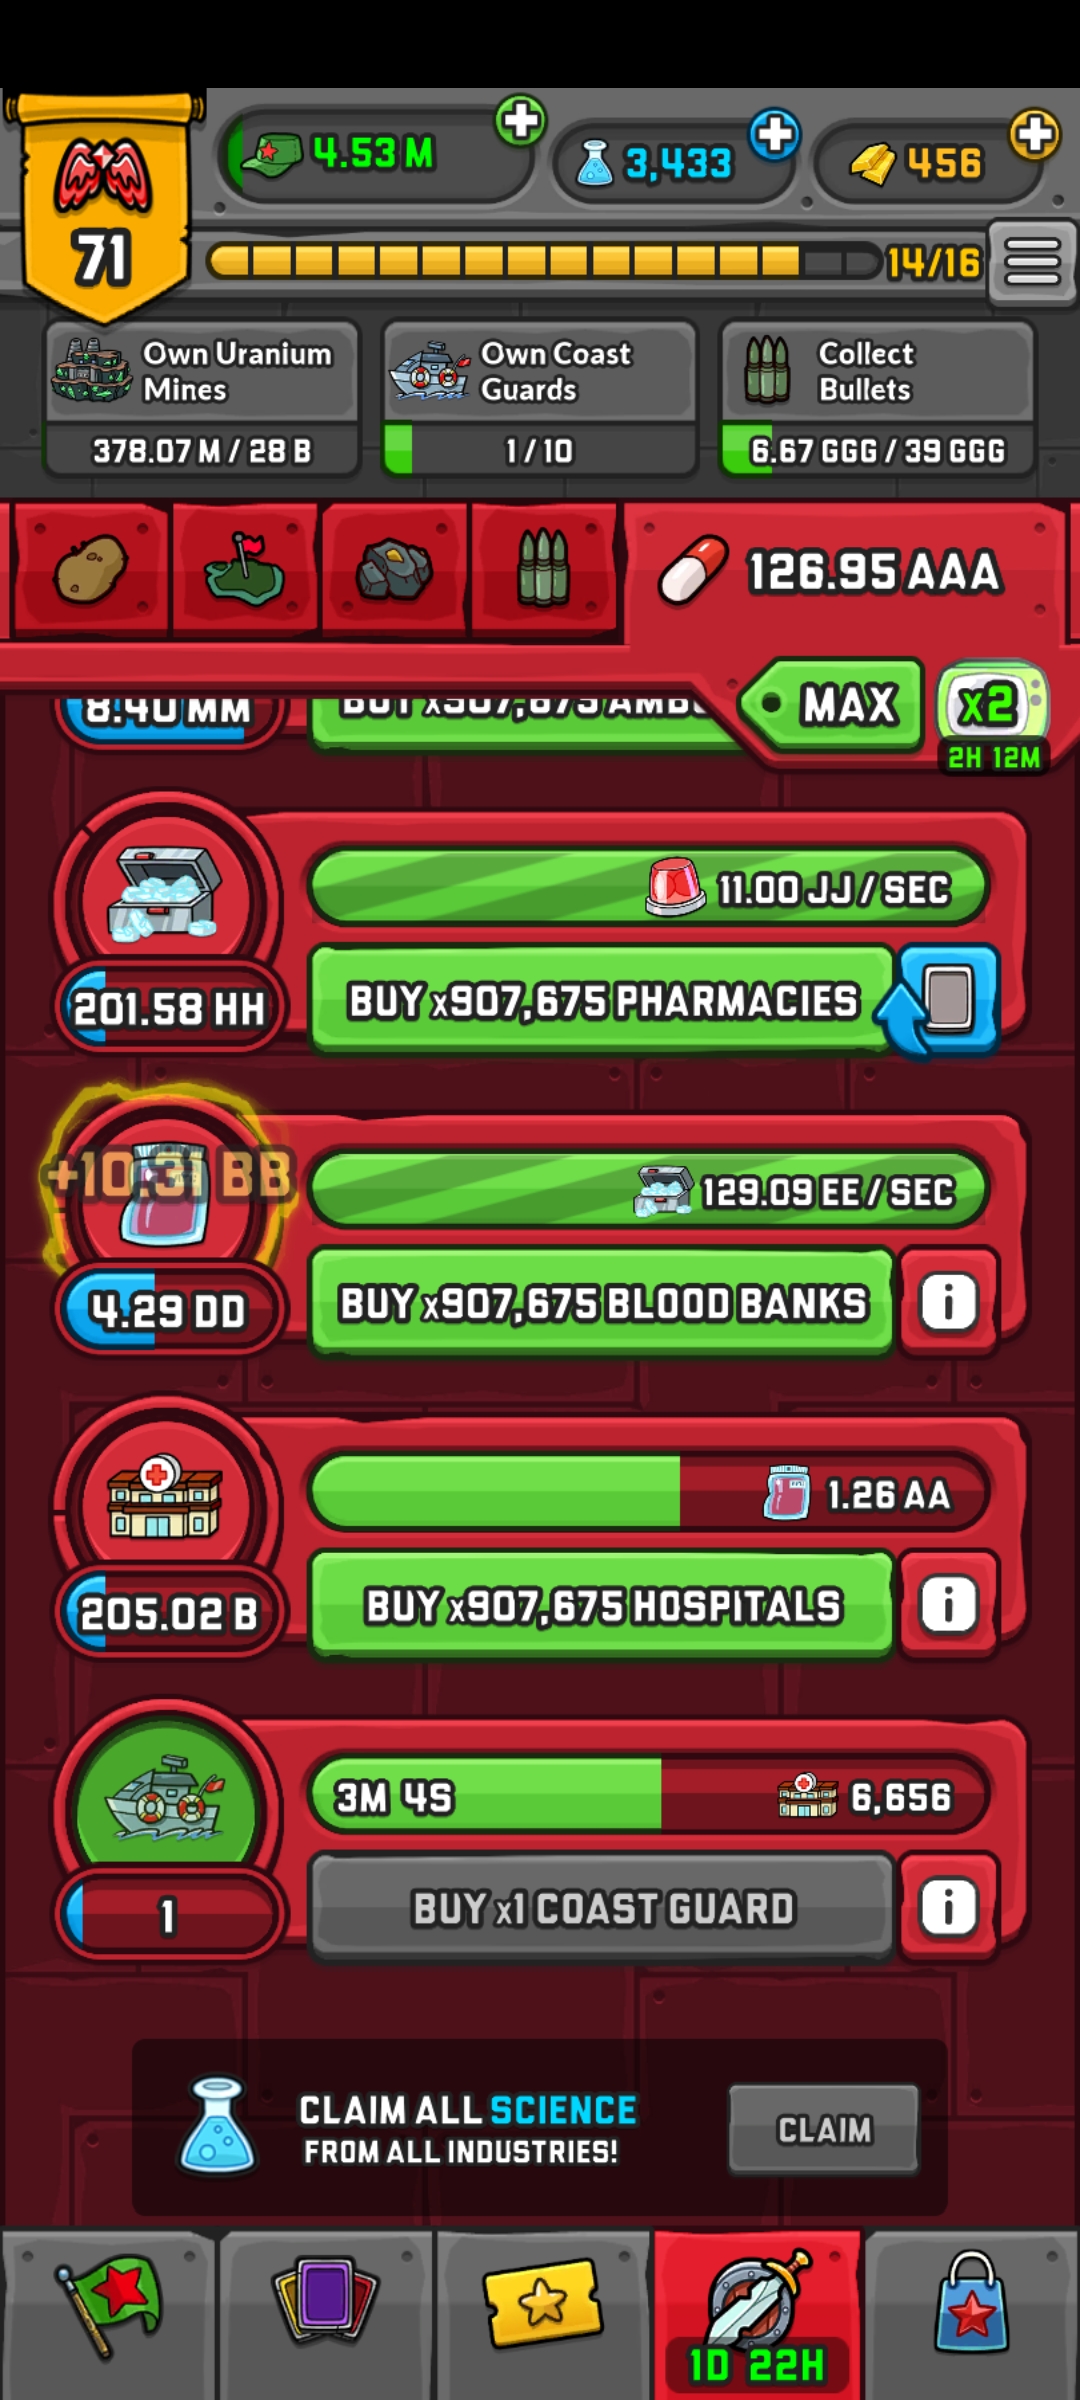 4.53 M
3,433
456
71
14/16
Own Uranium
Mines
378.07 M / 28 B
Own Coast
Guards
1 / 10
Collect
Bullets
6.67 GGG / 39 GGG
126.95 AAA
MAX
x2
2H 12M
8.40 MM
BUY x907,675
11.00 JJ / SEC
201.58 HH
BUY x907,675 PHARMACIES
+10.31 BB
129.09 EE / SEC
4.29 DD
BUY x907,675 BLOOD BANKS
1.26 AA
205.02 B
BUY x907,675 HOSPITALS
3M 4S
6,656
1
BUY x1 COAST GUARD
CLAIM ALL SCIENCE
FROM ALL INDUSTRIES!
CLAIM
1D 22H